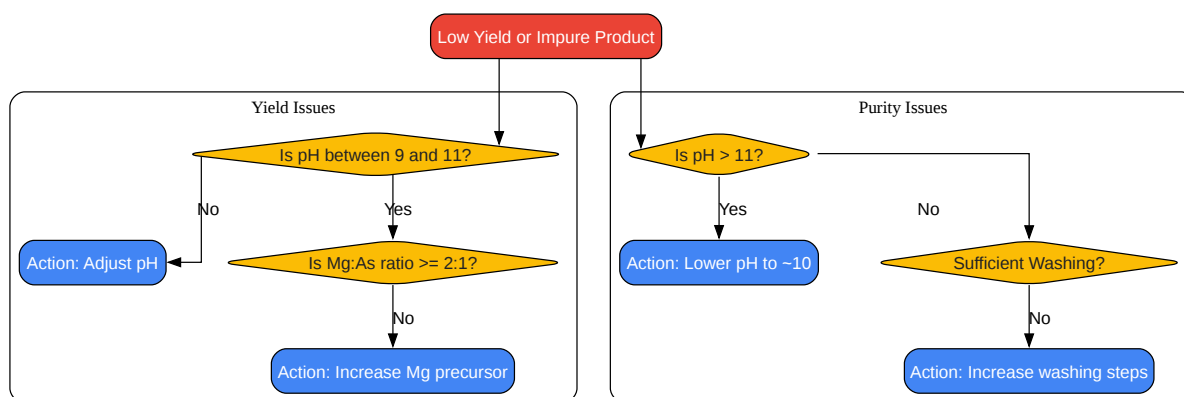 Low Yield or Impure Product
Yield Issues
Purity Issues
Is pH between 9 and 11?
Is pH > 11?
No
Yes
Yes
No
Action: Adjust pH
Is Mg:As ratio >= 2:1?
Action: Lower pH to ~10
Sufficient Washing?
No
No
Action: Increase Mg precursor
Action: Increase washing steps